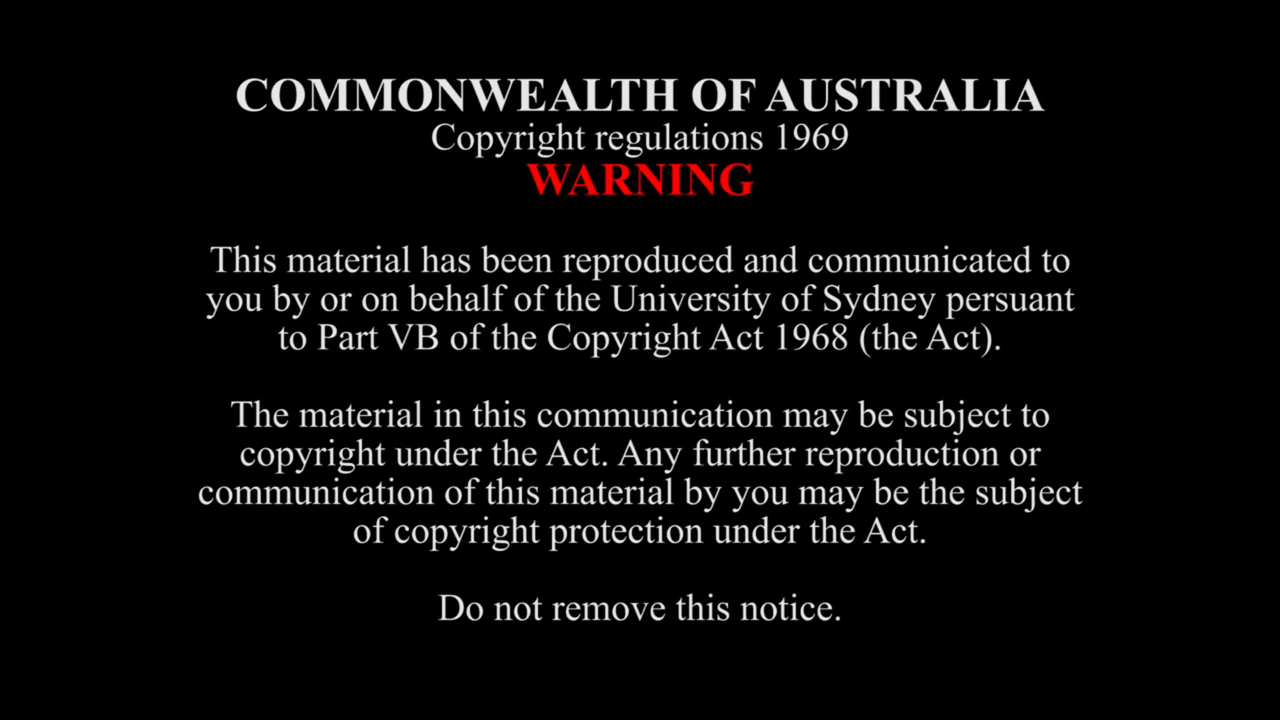 COMMONWEALTH OF AUSTRALIA
Copyright regulations 1969
WARNING
This material has been reproduced and communicated to
you by or on behalf of the University of Sydney persuant
to Part VB of the Copyright Act 1968 (the Act).
The material in this communication may be subject to
copyright under the Act. Any further reproduction or
communication of this material by you may be the subject
of copyright protection under the Act.
Do not remove this notice.